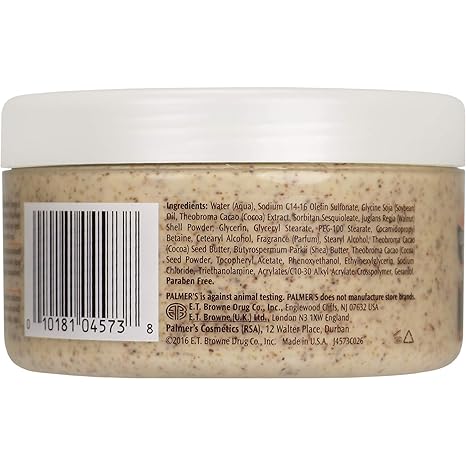 Ingredients: Water (Aqua), Sodium C14-16 Olefin Sulfonate, Glycine Soja (Soybean)
Oil, Theobroma Cacao (Cocoa) Extract, Sorbitan Sesquioleate, Juglans Regia (Walnut)
Shell Powder, Glycerin, Glyceryl Stearate, PEG-100 Stearate, Cocamidopropyl
Betaine, Cetearyl Alcohol, Fragrance (Parfum), Stearyl Alcohol, Theobroma Cacao
(Cocoa) Seed Butter, Butyrospermum Parkii (Shea) Butter, Theobroma Cacao (Cocoa)
Seed Powder, Tocopheryl Acetate, Phenoxyethanol, Ethylhexylglycerin, Sodium
Chloride, Triethanolamine, Acrylates/C10-30 Alkyl Acrylate Crosspolymer, Geraniol.
Paraben Free.
PALMER'S is against animal testing. PALMER'S does not manufacture store brands.
E.T. Browne Drug Co., Inc., Englewood Cliffs, NJ 07632 USA
E.T. Browne (U.K.) Ltd., London N3 1XW England
Palmer's Cosmetics (RSA), 12 Walter Place, Durban
©2016 E.T. Browne Drug Co., Inc. Made in U.S.A. J4573C026
0 10181 04573 8